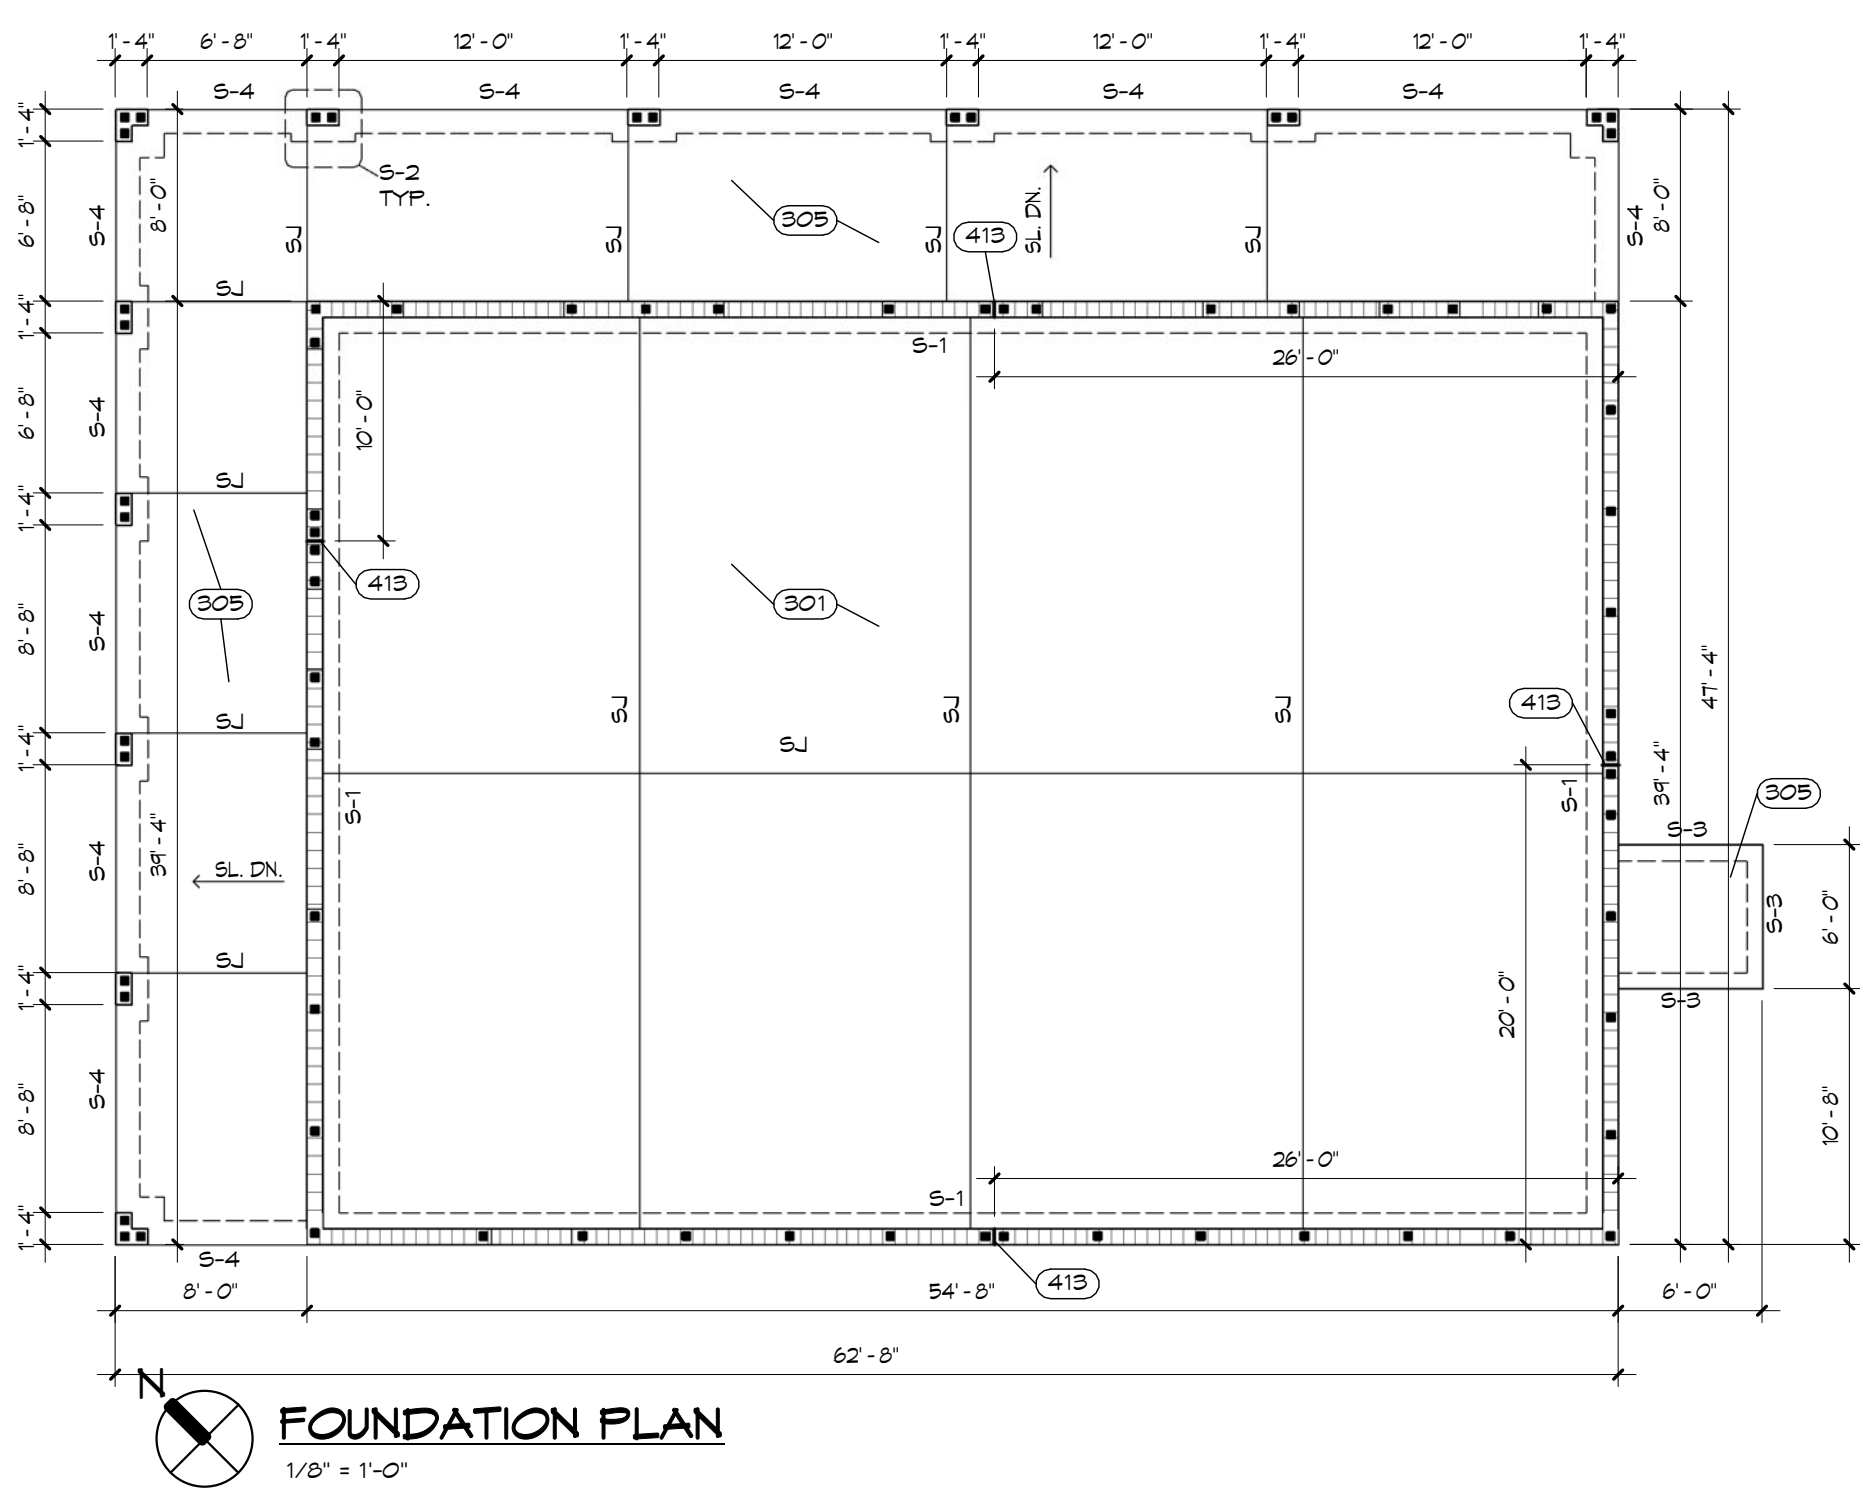 1'-4" 6'-8" 1'-4" 12'-0" 1'-4" 12'-0" 1'-4" 12'-0" 1'-4" 12'-0" 1'-4"
S-4 S-4 S-4 S-4 S-4
1'-4"
S-2
TYP.
6'-8"
S-4
8'-0"
SJ
SJ
305
SJ
413
SL. DN.
SJ
S-4
8'-0"
SJ
1'-4"
S-1
26'-0"
6'-8"
S-4
10'-0"
SJ
1'-4"
413
305
301
8'-8"
S-4
47'-4"
SJ
SJ
SJ
SJ
413
SJ
1'-4"
39'-4"
S-1
S-1
305
S-3
8'-8"
S-4
39'-4"
SL. DN.
S-3
6'-0"
SJ
1'-4"
S-3
20'-0"
8'-8"
S-4
10'-8"
26'-0"
S-1
1'-4"
S-4
413
8'-0" 54'-8" 6'-0"
62'-8"
N
FOUNDATION PLAN
1/8" = 1'-0"